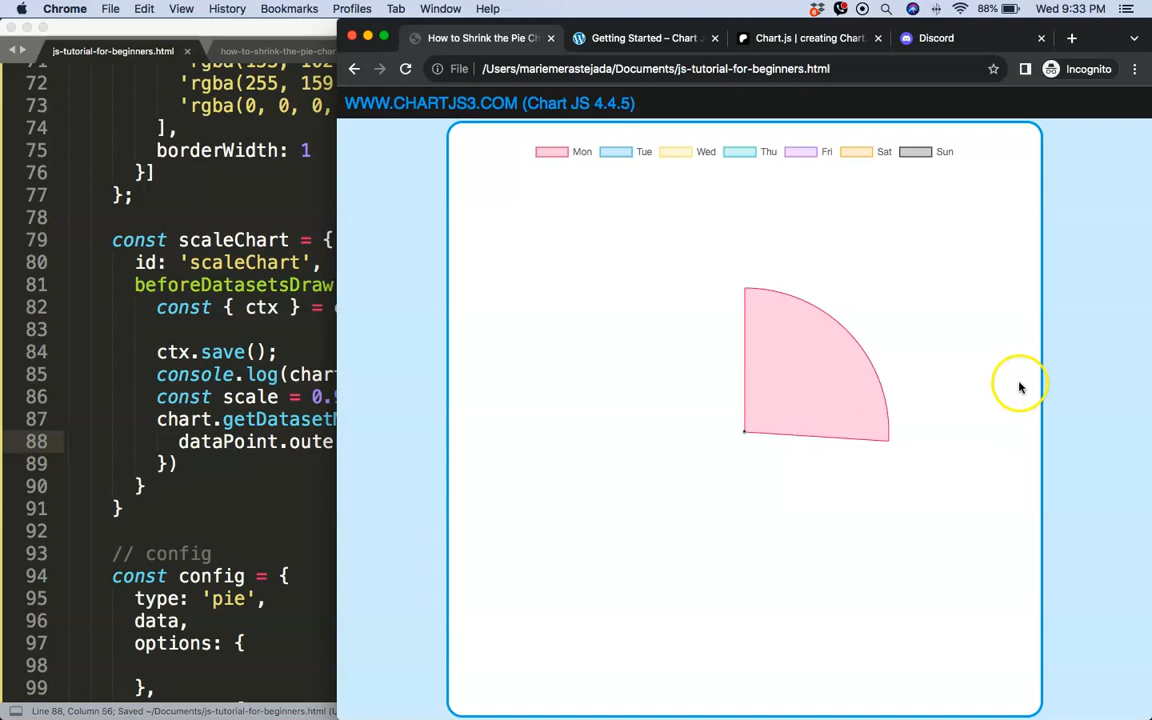 Chrome File Edit View History Bookmarks Profiles Tab Window Help 88% Wed 9:33 PM
js-tutorial-for-beginners.html × how-to-shrink-the-pie-char
How to Shrink the Pie Ch × Getting Started – Chart J × Chart.js | creating Chart. × Discord ×
File /Users/mariemerastejada/Documents/js-tutorial-for-beginners.html Incognito
WWW.CHARTJS3.COM (Chart JS 4.4.5)
Mon Tue Wed Thu Fri Sat Sun
72 'rgba(255, 159
73 'rgba(0, 0, 0,
74 ],
75 borderWidth: 1
76 }]
77 };
78
79 const scaleChart = {
80 id: 'scaleChart',
81 beforeDatasetsDraw
82 const { ctx } =
83
84 ctx.save();
85 console.log(char
86 const scale = 0.
87 chart.getDataset
88 dataPoint.oute
89 })
90 }
91 }
92
93 // config
94 const config = {
95 type: 'pie',
96 data,
97 options: {
98
99 },
Line 88, Column 56; Saved ~/Documents/js-tutorial-for-beginners.html